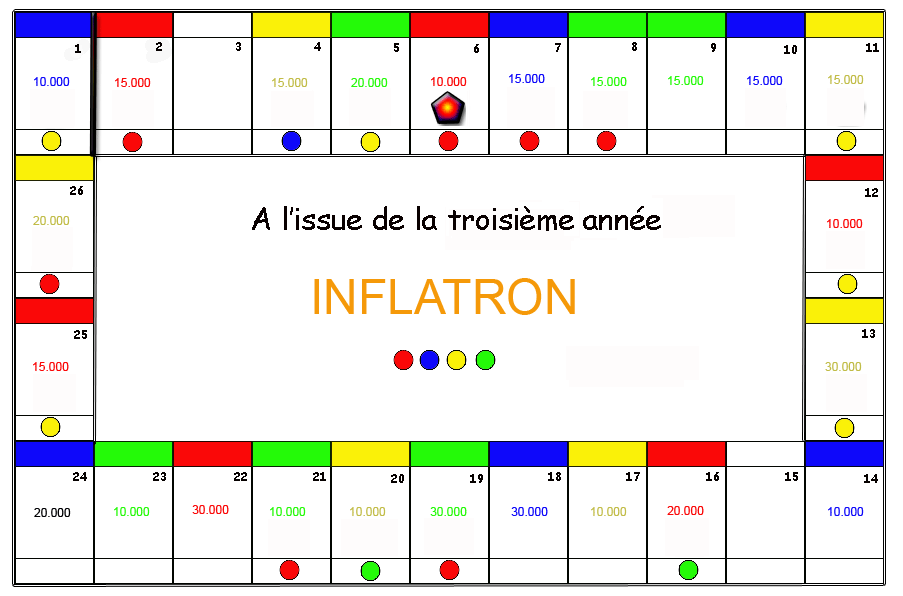 1 2 3 4 5 6 7 8 9 10 11
10.000 15.000 15.000 20.000 10.000 15.000 15.000 15.000 15.000 15.000
26 12
20.000 10.000
A l'issue de la troisième année
INFLATRON
25 13
15.000 30.000
24 23 22 21 20 19 18 17 16 15 14
20.000 10.000 30.000 10.000 10.000 30.000 30.000 10.000 20.000 10.000